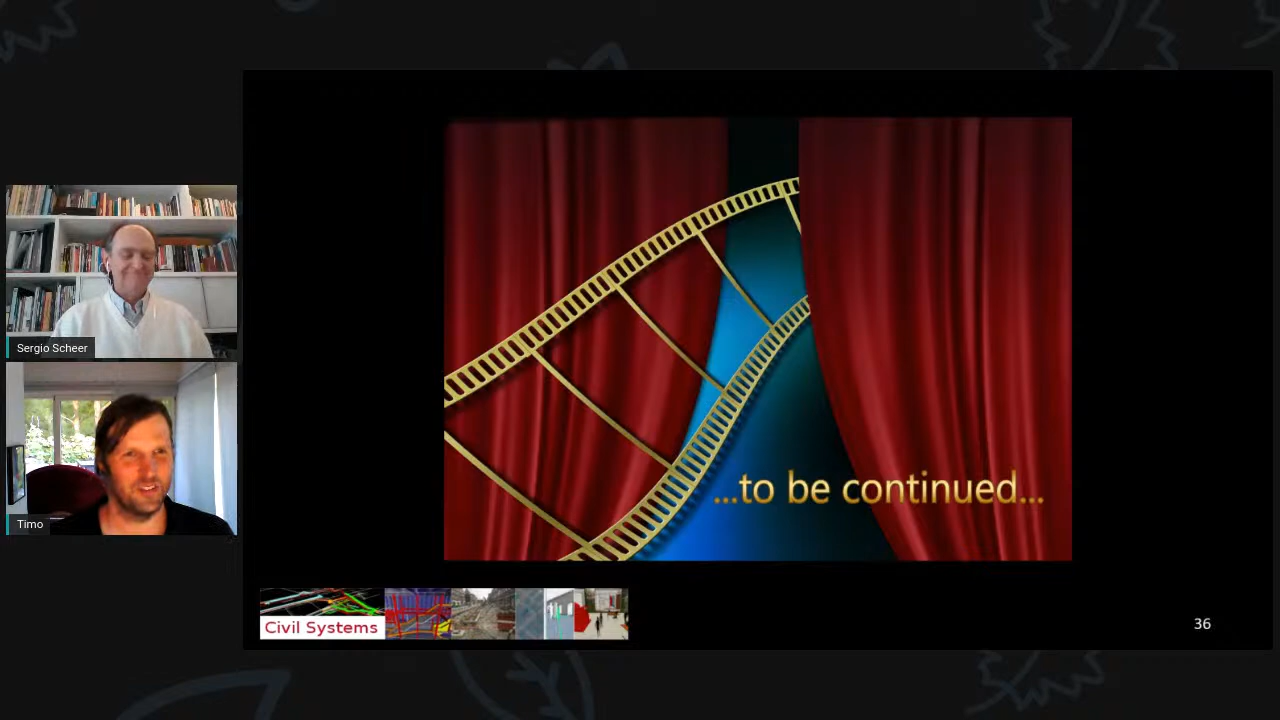 Sergio Scheer
Timo
...to be continued...
Civil Systems
36